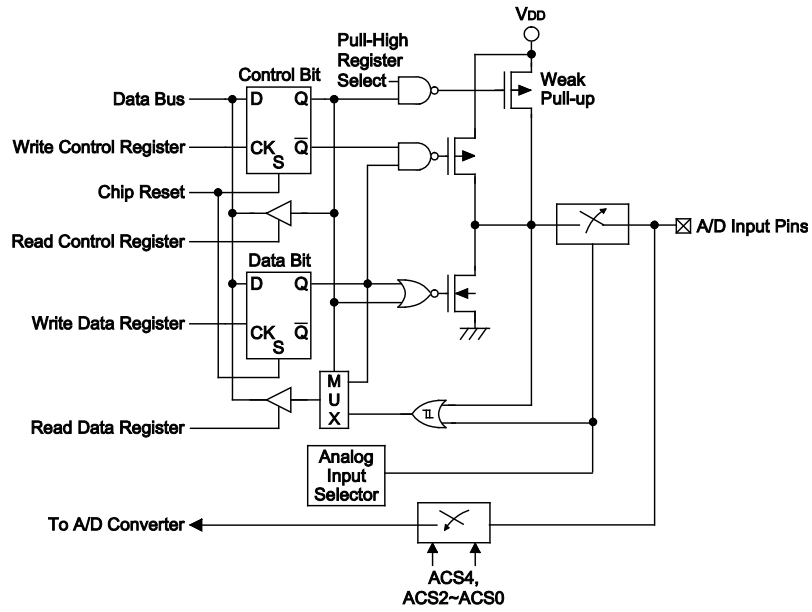 VDD
Pull-High
Register
Select
Control Bit
Weak
Pull-up
Data Bus
D
Q
Write Control Register
CK
Q
S
Chip Reset
Read Control Register
A/D Input Pins
Data Bit
D
Q
Write Data Register
CK
Q
S
M
U
X
Read Data Register
Analog
Input
Selector
To A/D Converter
ACS4,
ACS2~ACS0